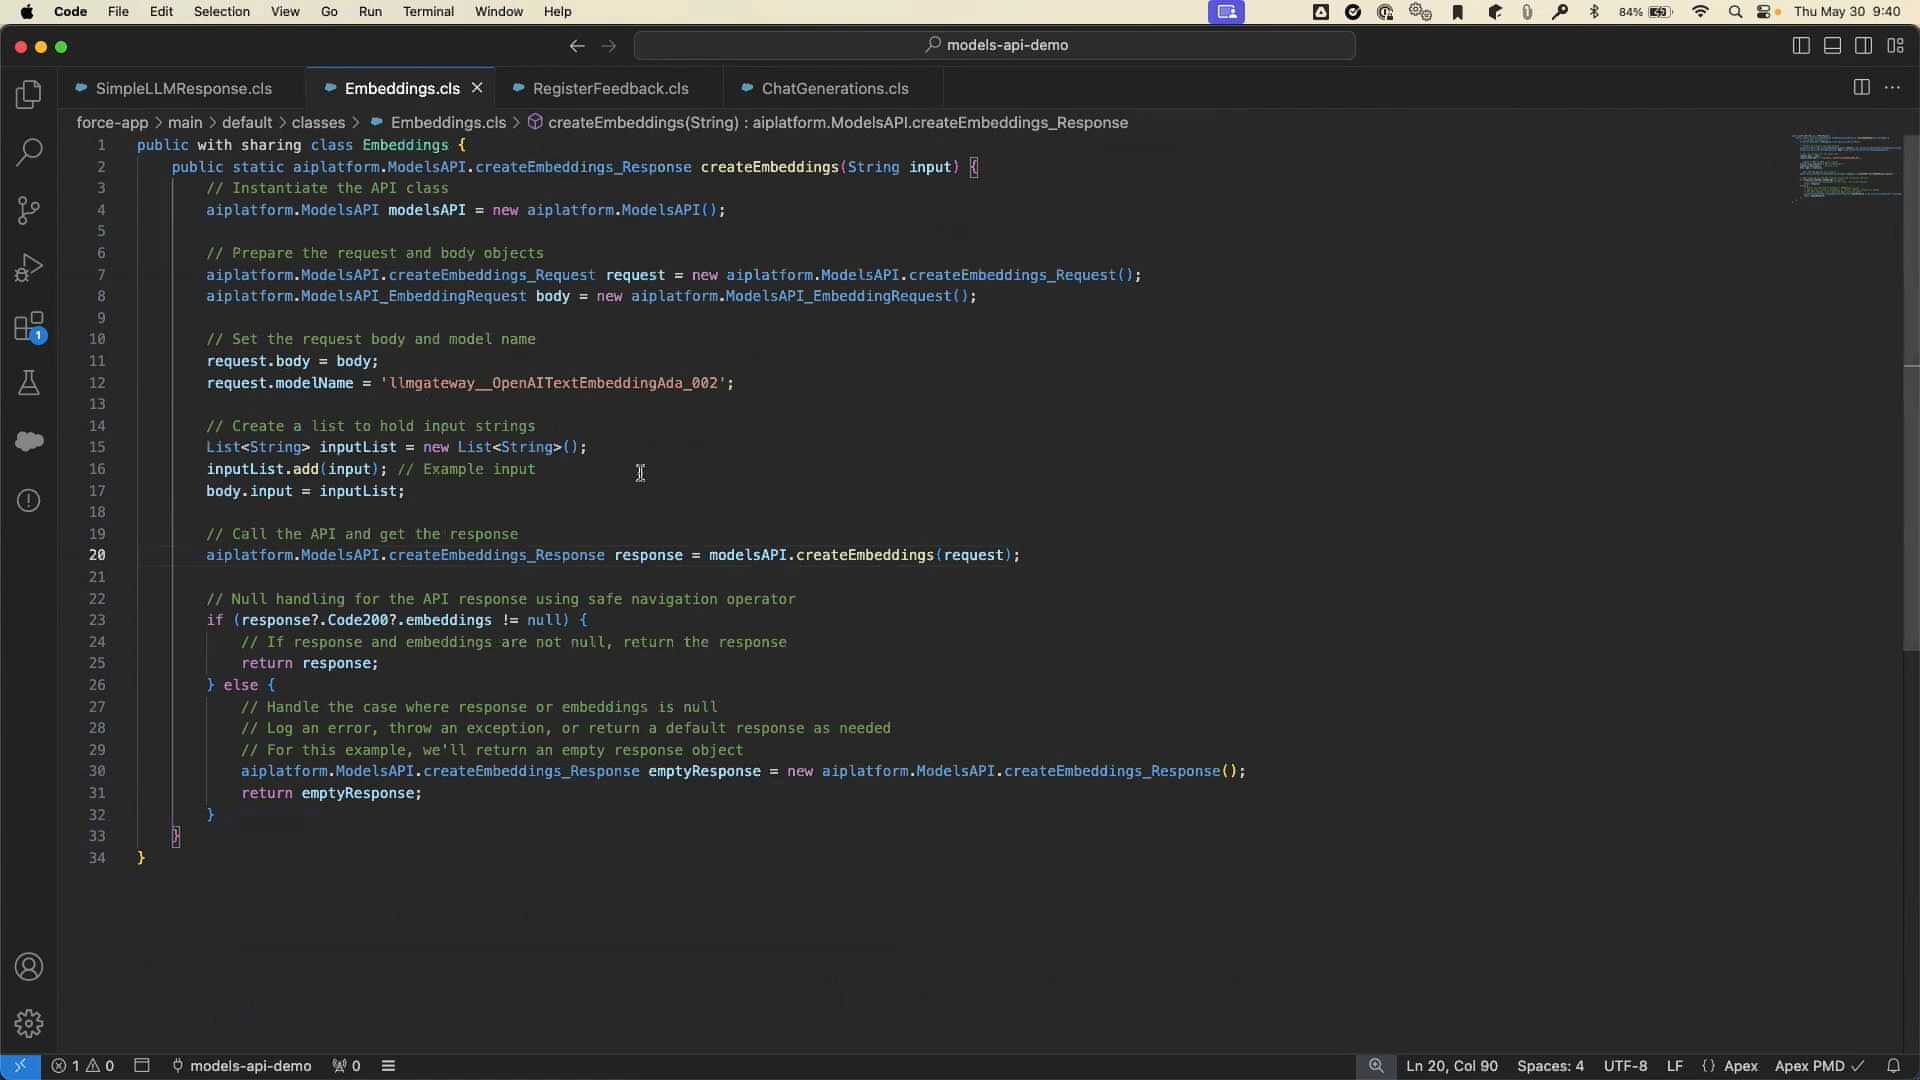 Code File Edit Selection View Go Run Terminal Window Help 84% Thu May 30 9:40
models-api-demo
SimpleLLMResponse.cls Embeddings.cls RegisterFeedback.cls ChatGenerations.cls
force-app > main > default > classes > Embeddings.cls > createEmbeddings(String) : aiplatform.ModelsAPI.createEmbeddings_Response
1 public with sharing class Embeddings {
2 public static aiplatform.ModelsAPI.createEmbeddings_Response createEmbeddings(String input) {
3 // Instantiate the API class
4 aiplatform.ModelsAPI modelsAPI = new aiplatform.ModelsAPI();
5
6 // Prepare the request and body objects
7 aiplatform.ModelsAPI.createEmbeddings_Request request = new aiplatform.ModelsAPI.createEmbeddings_Request();
8 aiplatform.ModelsAPI_EmbeddingRequest body = new aiplatform.ModelsAPI_EmbeddingRequest();
9
10 // Set the request body and model name
11 request.body = body;
12 request.modelName = 'llmgateway__OpenAITextEmbeddingAda_002';
13
14 // Create a list to hold input strings
15 List<String> inputList = new List<String>();
16 inputList.add(input); // Example input
17 body.input = inputList;
18
19 // Call the API and get the response
20 aiplatform.ModelsAPI.createEmbeddings_Response response = modelsAPI.createEmbeddings(request);
21
22 // Null handling for the API response using safe navigation operator
23 if (response?.Code200?.embeddings != null) {
24 // If response and embeddings are not null, return the response
25 return response;
26 } else {
27 // Handle the case where response or embeddings is null
28 // Log an error, throw an exception, or return a default response as needed
29 // For this example, we'll return an empty response object
30 aiplatform.ModelsAPI.createEmbeddings_Response emptyResponse = new aiplatform.ModelsAPI.createEmbeddings_Response();
31 return emptyResponse;
32 }
33 }
34 }
1
1 0 models-api-demo 0 Ln 20, Col 90 Spaces: 4 UTF-8 LF {} Apex Apex PMD